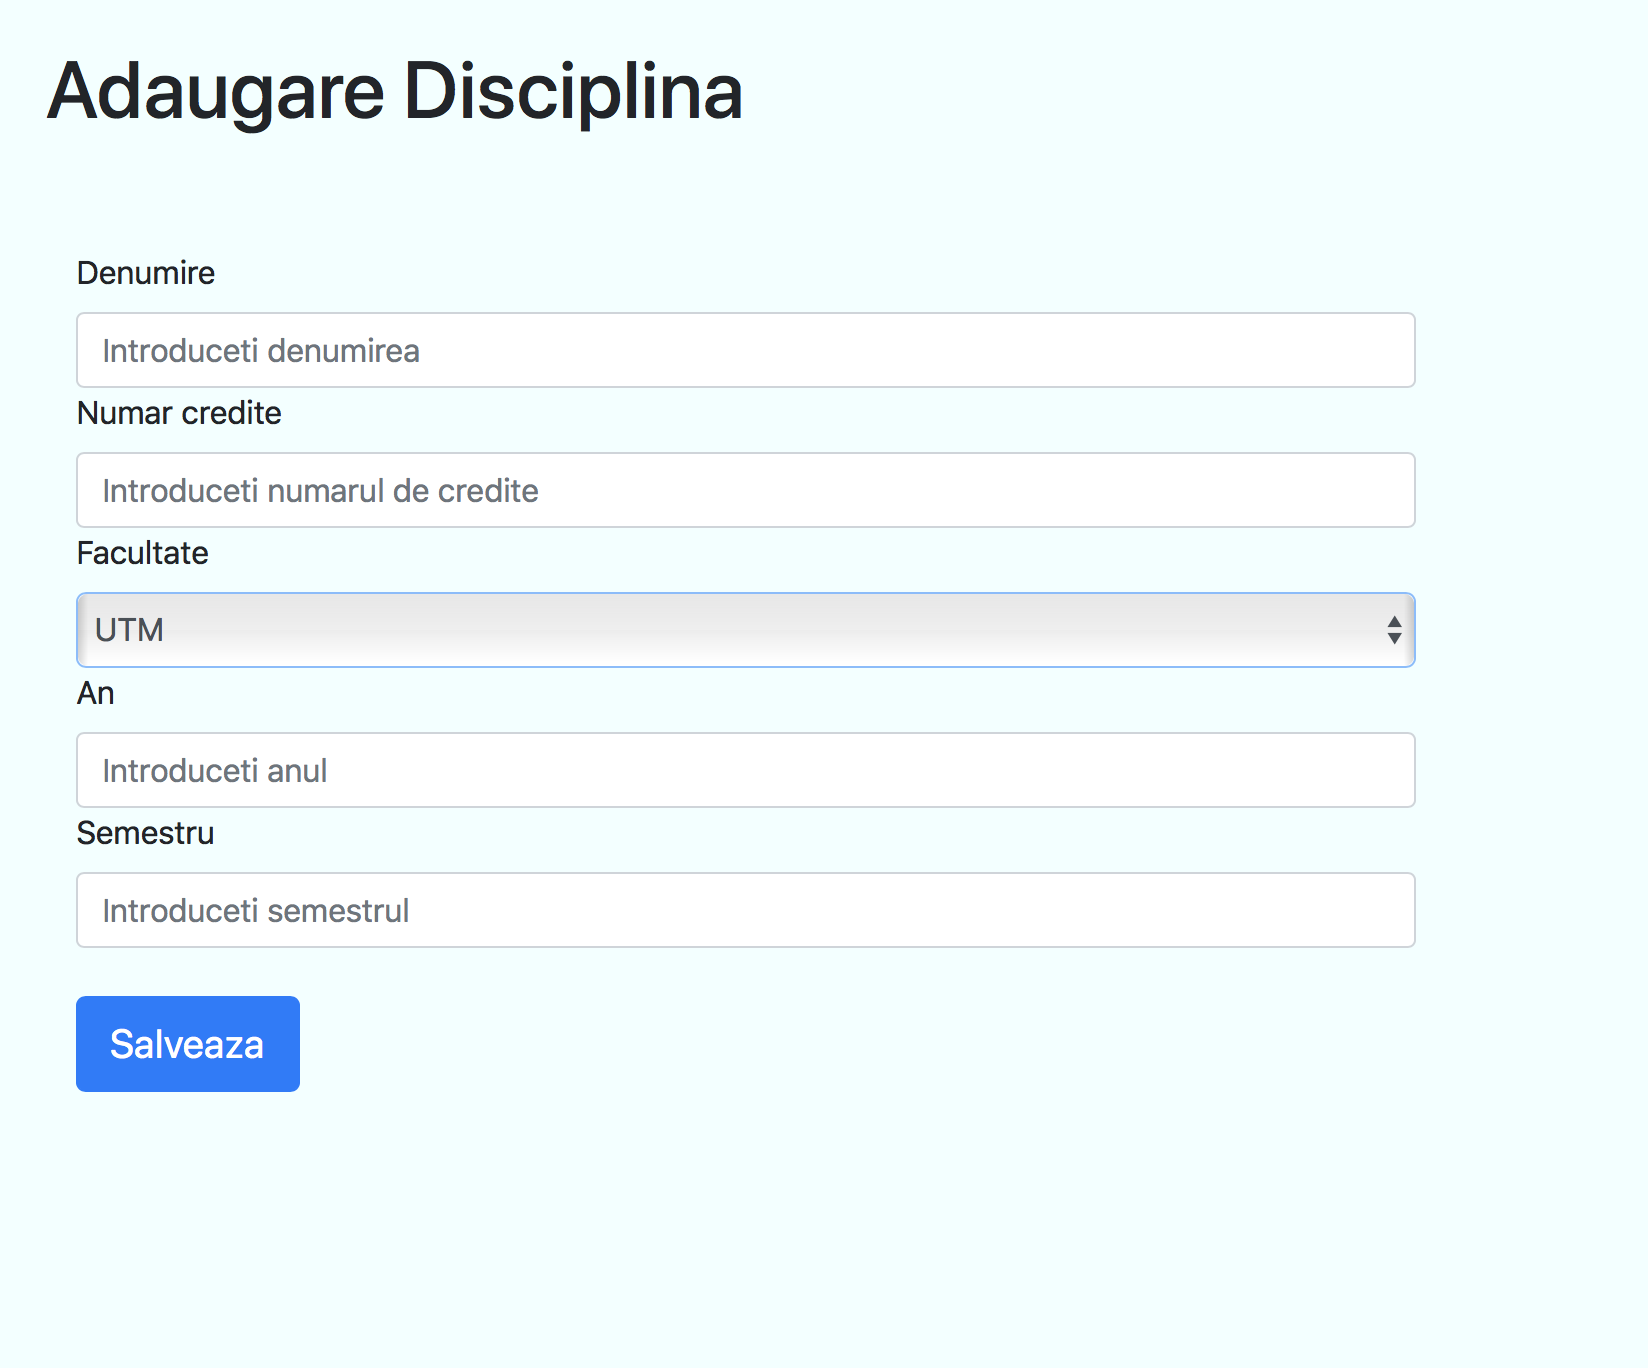 Adaugare Disciplina
Denumire
Introduceti denumirea
Numar credite
Introduceti numarul de credite
Facultate
UTM
An
Introduceti anul
Semestru
Introduceti semestrul
Salveaza